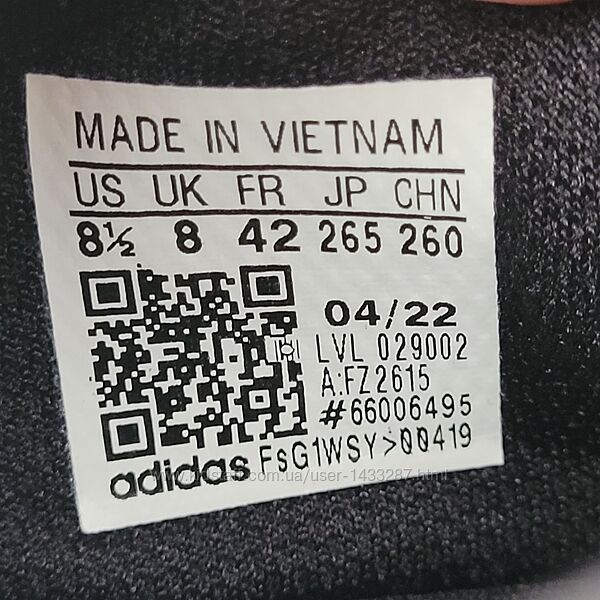 MADE IN VIETNAM
US UK FR JP CHN
8½ 8 42 265 260
04/22
LVL 029002
A:FZ2615
#66006495
adidas FsG1WSY>00419